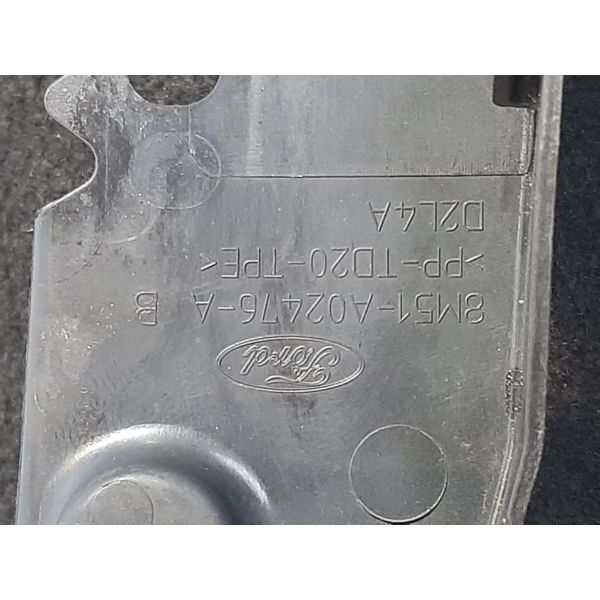 Ford
8M51-A02476-A B
>PP-TD20-TPE<
D2L4A